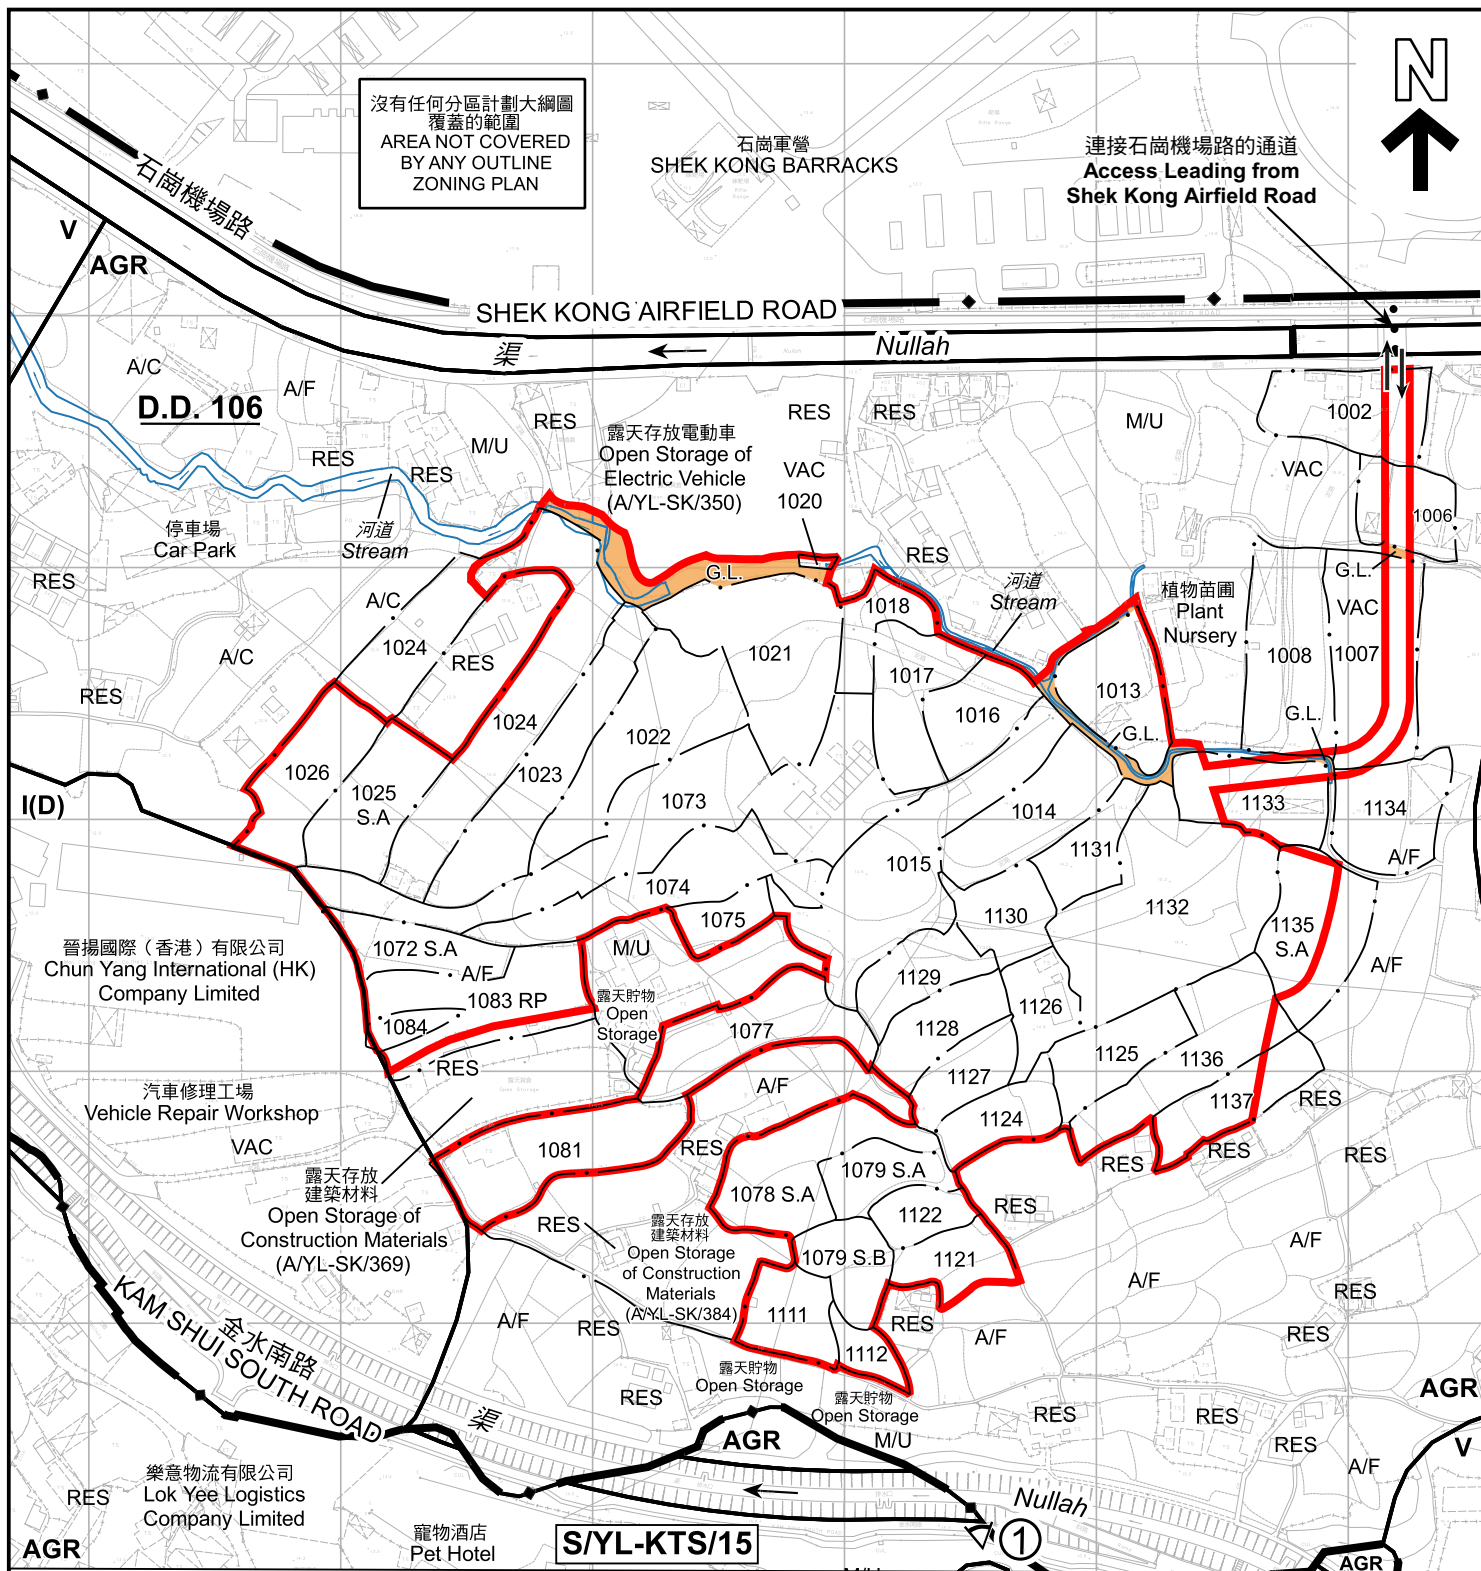 沒有任何分區計劃大綱圖
覆蓋的範圍
AREA NOT COVERED
BY ANY OUTLINE
ZONING PLAN
石崗軍營
SHEK KONG BARRACKS
連接石崗機場路的通道
Access Leading from
Shek Kong Airfield Road
N
石崗機場路
V
AGR
SHEK KONG AIRFIELD ROAD
渠
Nullah
A/C
A/F
D.D. 106
RES
RES
RES
M/U
RES
RES
M/U
1002
露天存放電動車
Open Storage of
Electric Vehicle
(A/YL-SK/350)
VAC
1020
VAC
1006
停車場
Car Park
河道
Stream
RES
RES
G.L.
G.L.
VAC
河道
Stream
植物苗圃
Plant
Nursery
A/C
1018
1024
RES
A/C
1021
1017
1008
1007
RES
1013
1016
G.L.
G.L.
1024
1022
1026
1023
1025
S.A
1073
I(D)
1014
1133
1134
1131
A/F
1015
1074
1075
1130
1132
1135
S.A
M/U
1072 S.A
A/F
晉揚國際（香港）有限公司
Chun Yang International (HK)
Company Limited
1083 RP
1084
露天貯物
Open
Storage
1129
1126
A/F
1128
1077
1125
1136
RES
A/F
1127
1137
RES
汽車修理工場
Vehicle Repair Workshop
VAC
1124
1081
RES
RES
RES
RES
露天存放
建築材料
Open Storage of
Construction Materials
(A/YL-SK/369)
1079 S.A
1078 S.A
RES
1122
RES
露天存放
建築材料
Open Storage
of Construction
Materials
(A/YL-SK/384)
1079 S.B
1121
A/F
A/F
RES
1111
A/F
RES
RES
A/F
RES
1112
KAM SHUI SOUTH ROAD
金水南路
露天貯物
Open Storage
RES
露天貯物
Open Storage
M/U
AGR
RES
RES
RES
AGR
V
A/F
渠
樂意物流有限公司
Lok Yee Logistics
Company Limited
RES
Nullah
寵物酒店
Pet Hotel
S/YL-KTS/15
1
AGR
AGR